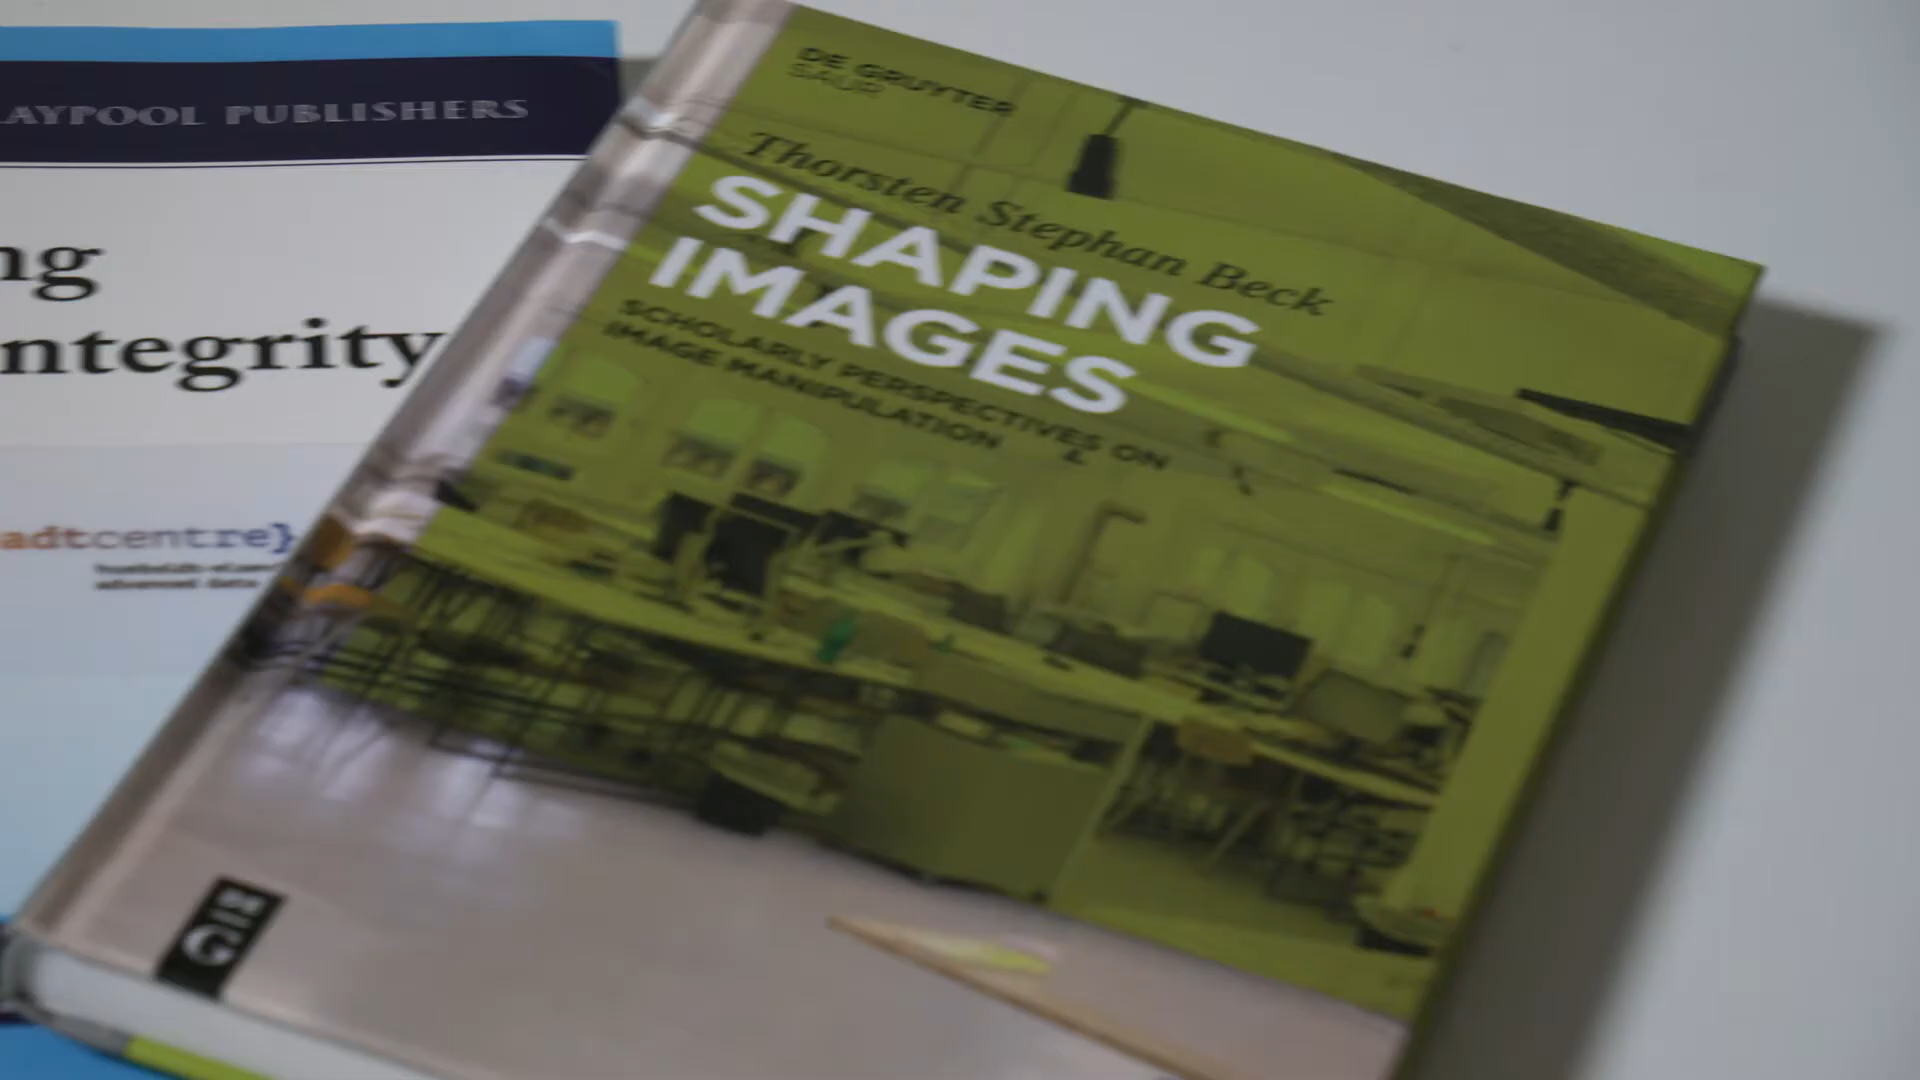 AYPOOL PUBLISHERS
ng
ntegrity
adtcentre}
DE GRUYTER
SAUR
Thorsten Stephan Beck
SHAPING
IMAGES
SCHOLARLY PERSPECTIVES ON
IMAGE MANIPULATION